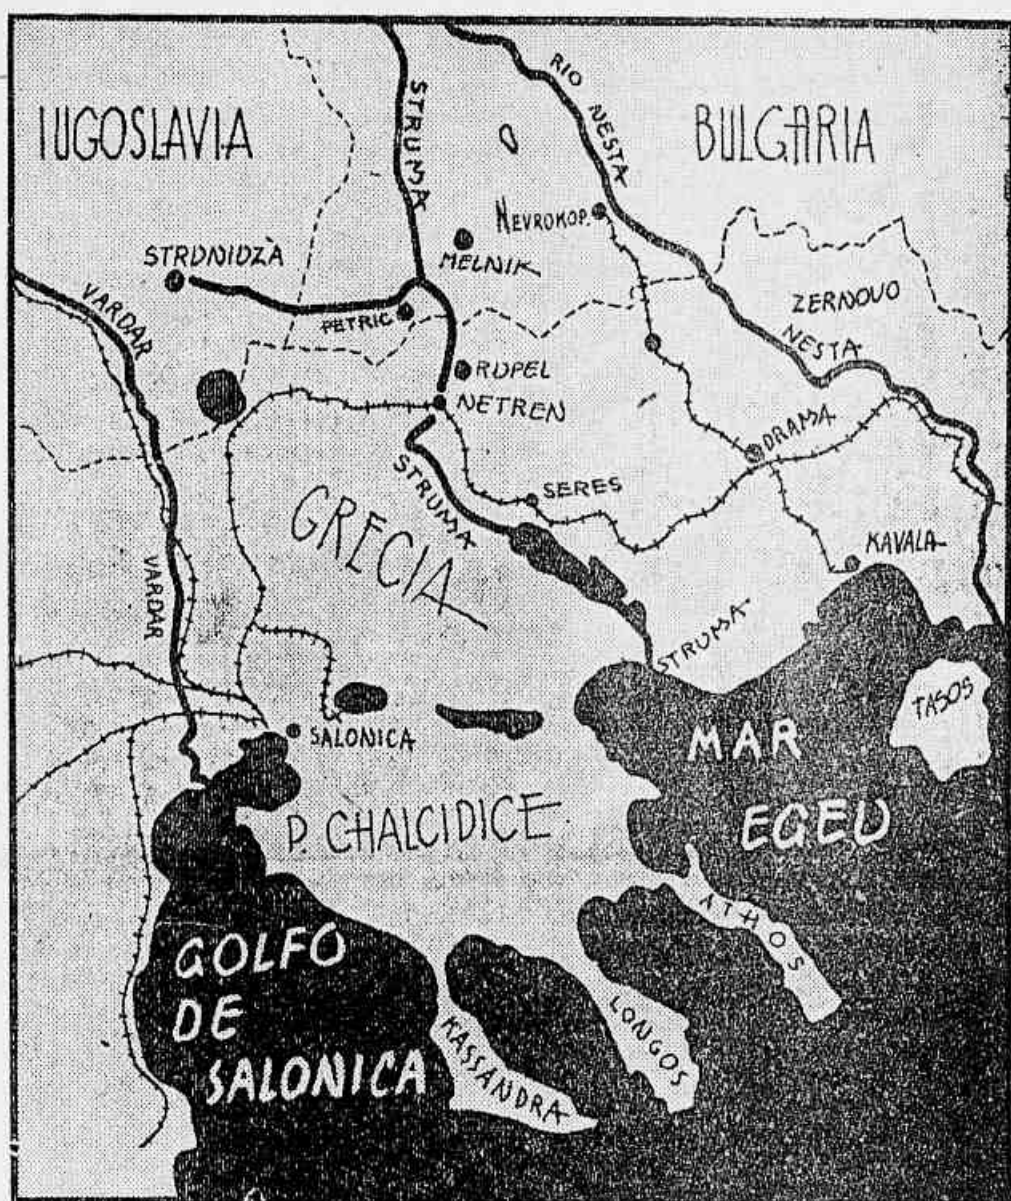 IUGOSLAVIA
STRUMA
RIO NESTA
BULGARIA
NEVROKOP.
STRUNIDZA
MELNIK
VARDAR
PETRIC
ZERNOVO
NESTA
RUPEL
NETREN
DRAMA
STRUMA
SERES
GRECIA
KAVALA
VARDAR
STRUMA
TASOS
SALONICA
MAR
EGEU
P. CHALCIDICE
ATHOS
GOLFO
DE
SALONICA
KASSANDRA
LONGOS